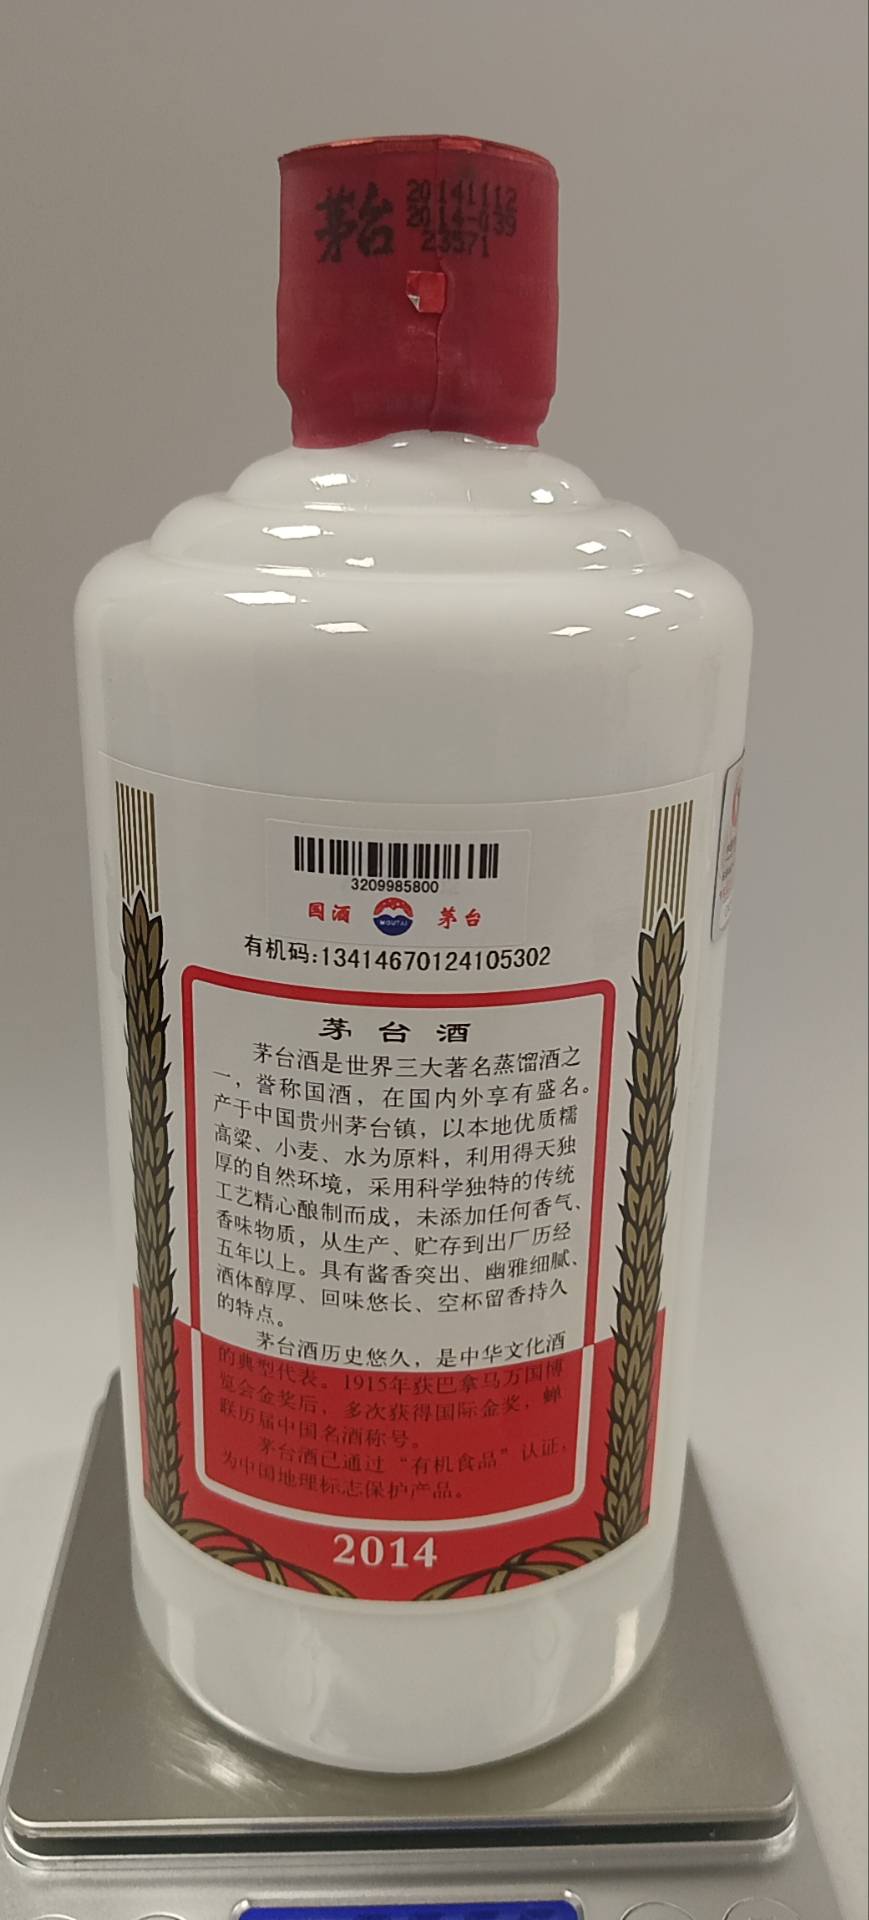 茅台 20141112
2014-039
23571
3209985800
国酒 MOUTAI 茅台
有机码:13414670124105302
茅台酒
茅台酒是世界三大著名蒸馏酒之
一，誉称国酒，在国内外享有盛名。
产于中国贵州茅台镇，以本地优质糯
高粱、小麦、水为原料，利用得天独
厚的自然环境，采用科学独特的传统
工艺精心酿制而成，未添加任何香气、
香味物质，从生产、贮存到出厂历经
五年以上。具有酱香突出、幽雅细腻、
酒体醇厚、回味悠长、空杯留香持久
的特点。
茅台酒历史悠久，是中华文化酒
的典型代表。1915年获巴拿马万国博
览会金奖后，多次获得国际金奖，蝉
联历届中国名酒称号。
茅台酒已通过“有机食品”认证，
为中国地理标志保护产品。
2014